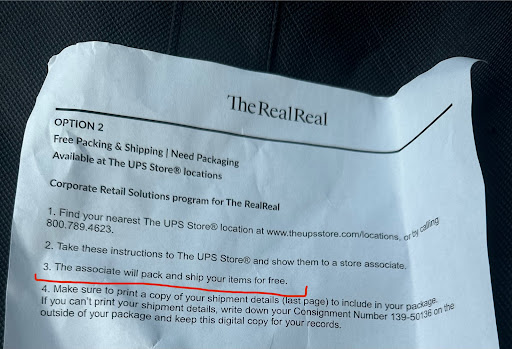 TheRealReal
OPTION 2
Free Packing & Shipping | Need Packaging
Available at The UPS Store® locations
Corporate Retail Solutions program for The RealReal
1. Find your nearest The UPS Store® location at www.theupsstore.com/locations, or by calling
800.789.4623.
2. Take these instructions to The UPS Store® and show them to a store associate.
3. The associate will pack and ship your items for free.
4. Make sure to print a copy of your shipment details (last page) to include in your package.
If you can't print your shipment details, write down your Consignment Number 139-50136 on the
outside of your package and keep this digital copy for your records.